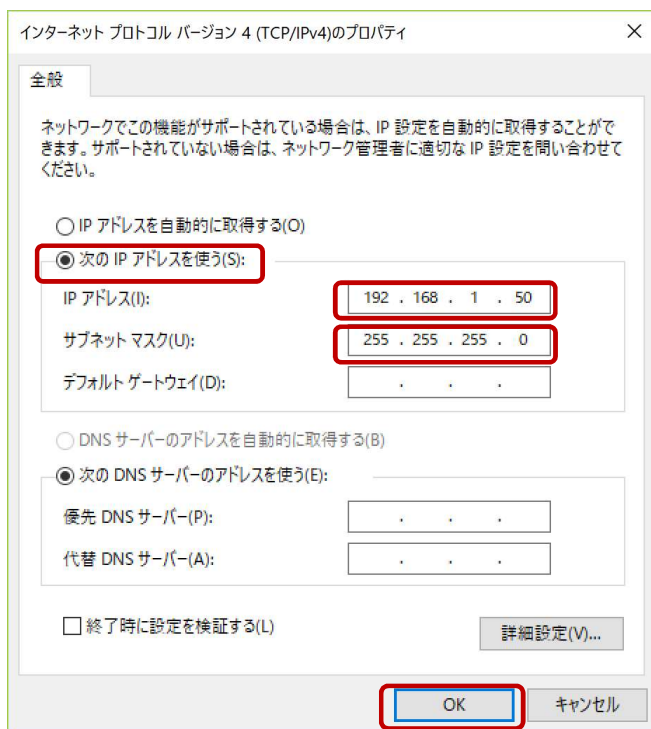 インターネット プロトコル バージョン 4 (TCP/IPv4)のプロパティ
全般
ネットワークでこの機能がサポートされている場合は、IP 設定を自動的に取得することがで
きます。サポートされていない場合は、ネットワーク管理者に適切な IP 設定を問い合わせて
ください。
IP アドレスを自動的に取得する(O)
次の IP アドレスを使う(S):
IP アドレス(I): 192 . 168 . 1 . 50
サブネット マスク(U): 255 . 255 . 255 . 0
デフォルト ゲートウェイ(D): . . .
DNS サーバーのアドレスを自動的に取得する(B)
次の DNS サーバーのアドレスを使う(E):
優先 DNS サーバー(P): . . .
代替 DNS サーバー(A): . . .
終了時に設定を検証する(L)
詳細設定(V)...
OK キャンセル